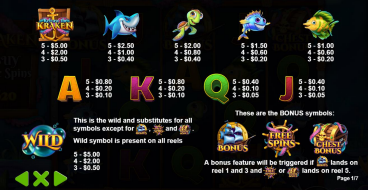 KRAKEN
5 - $5.00
4 - $2.00
3 - $0.50
5 - $2.50
4 - $1.00
3 - $0.40
5 - $2.00
4 - $0.80
3 - $0.20
5 - $1.50
4 - $0.60
3 - $0.20
5 - $1.00
4 - $0.60
3 - $0.20
A
5 - $0.80
4 - $0.20
3 - $0.10
K
5 - $0.80
4 - $0.20
3 - $0.10
Q
5 - $0.40
4 - $0.10
3 - $0.05
J
5 - $0.40
4 - $0.10
3 - $0.05
WILD
This is the wild and substitutes for all
symbols except for , and .
Wild symbol is present on all reels
5 - $5.00
4 - $2.00
3 - $0.50
These are the BONUS symbols:
BONUS
FREE
SPINS
CHEST
BONUS
A bonus feature will be triggered if lands on
reel 1 and 3 and or lands on reel 5.
Page 1/7